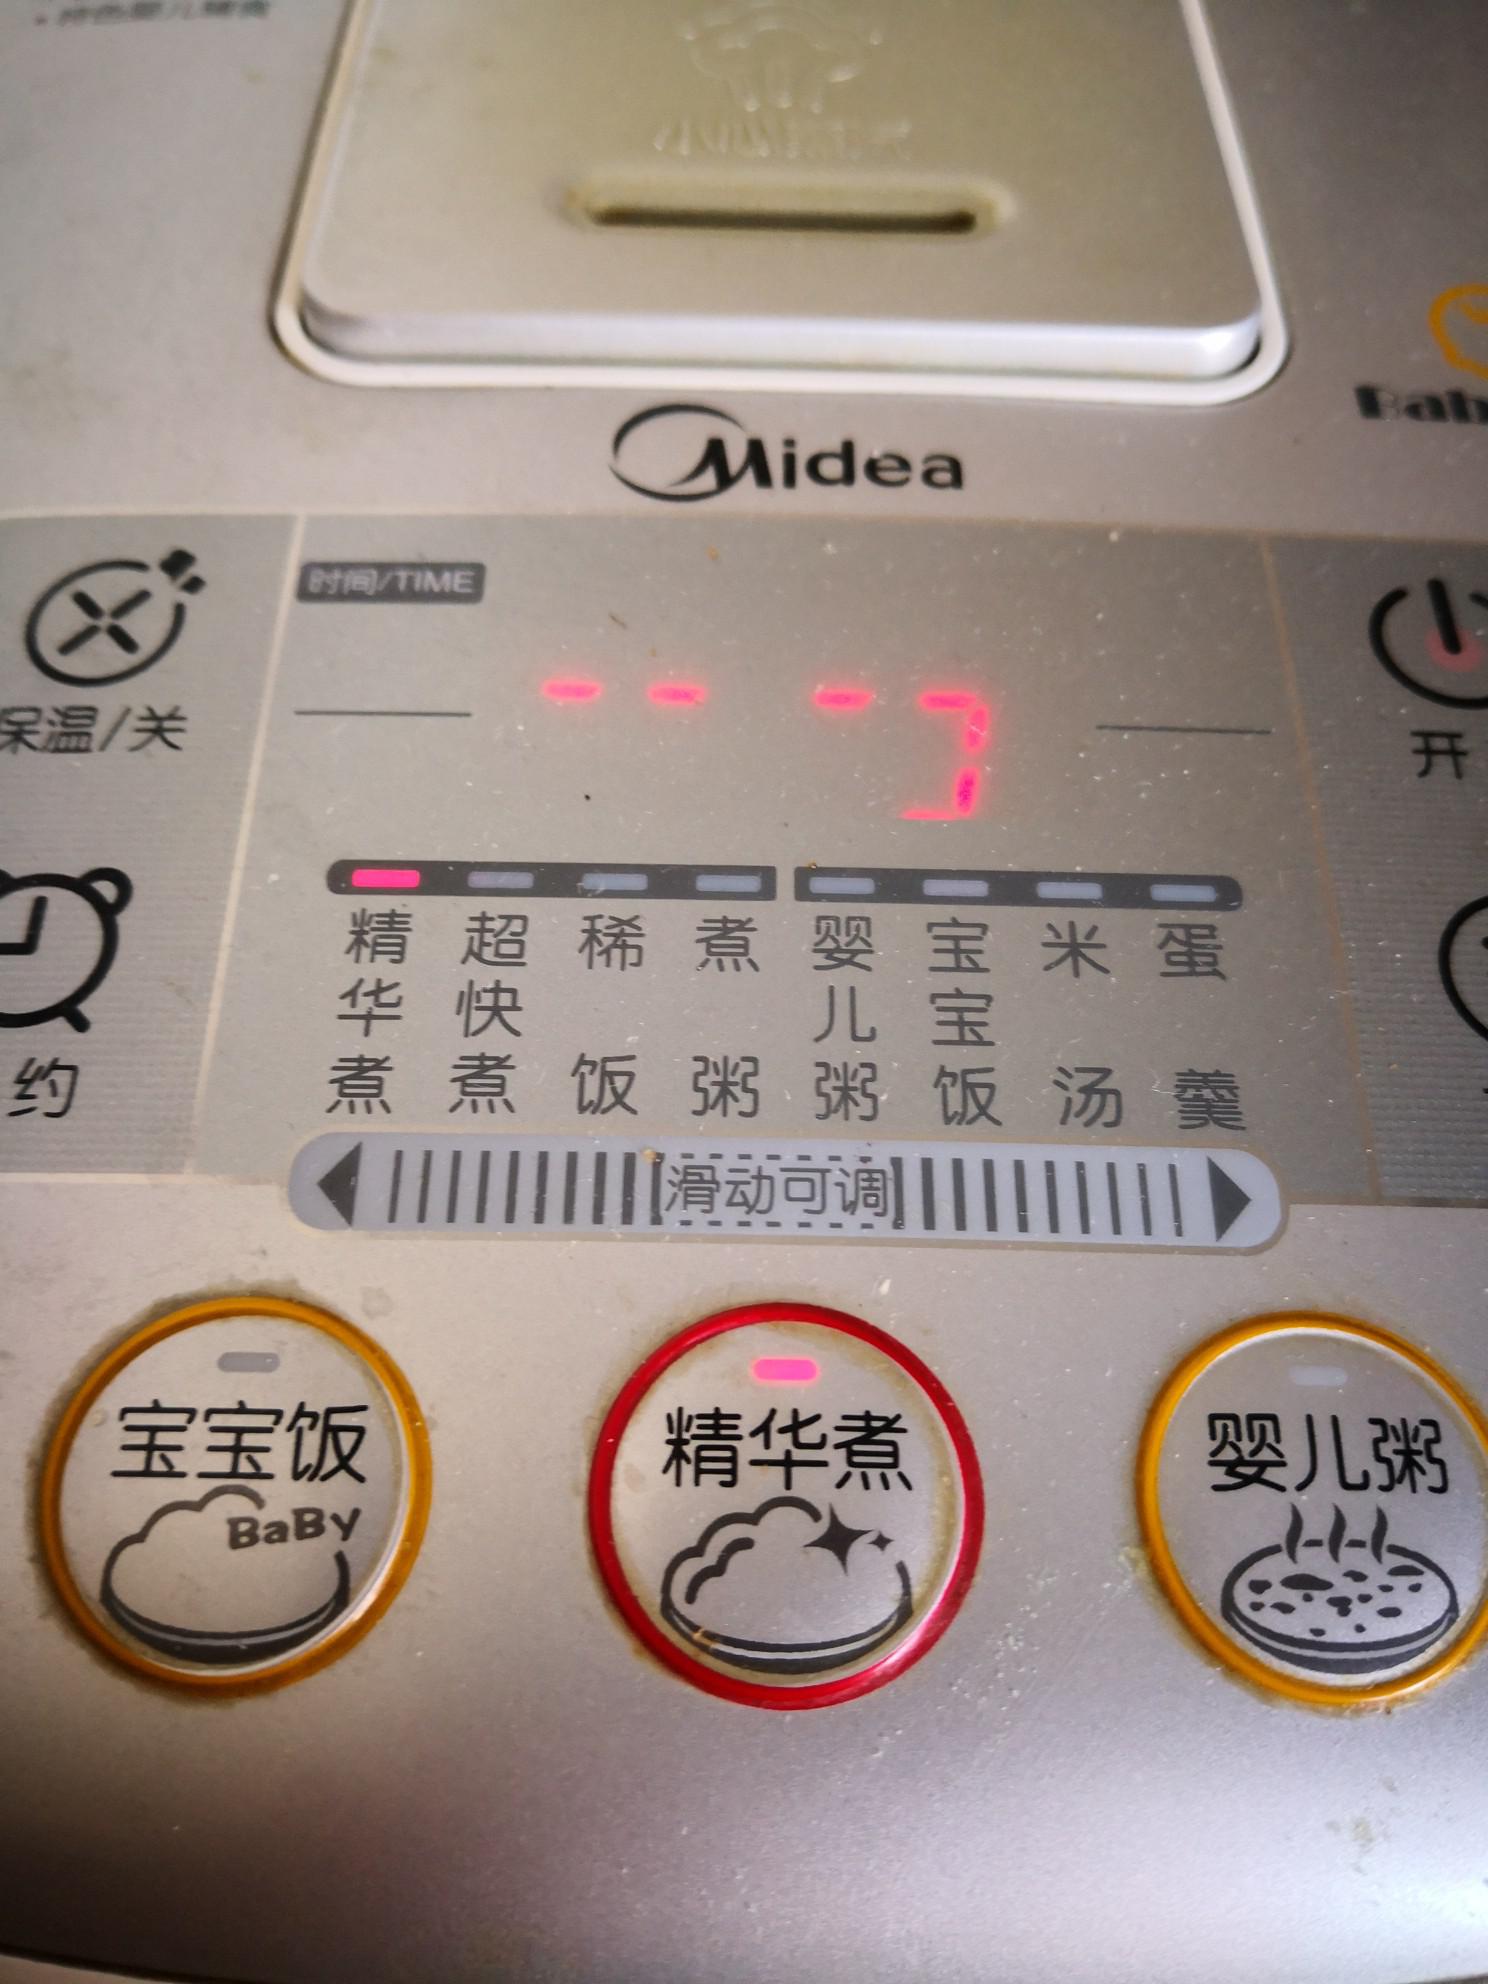 Midea
时间/TIME
保温/关
开
精华煮 超快煮 稀饭 煮粥 婴儿粥 宝宝饭 米汤 蛋羹
约
滑动可调
宝宝饭 精华煮 婴儿粥
BaBy